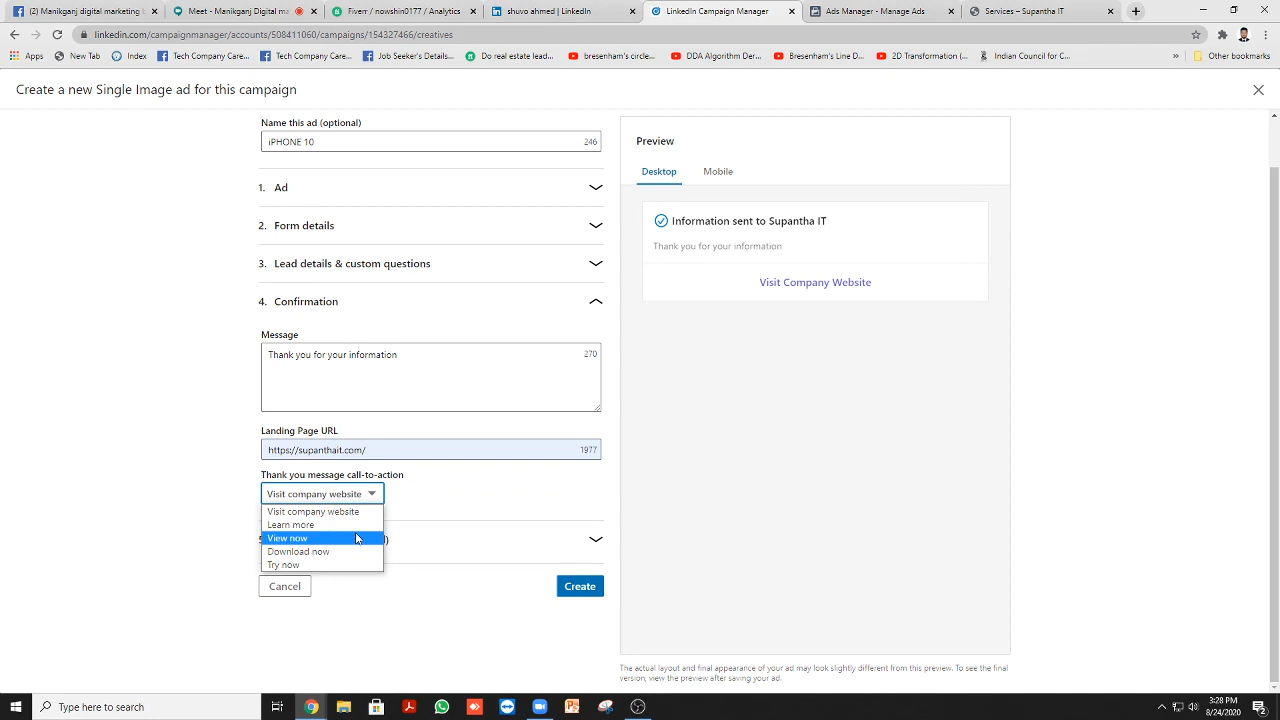 (2) Manikganj digital marketing b
Meet - Manikganj Digital ma
Fiverr / nowshin0177 / Analytics
shuvo ahmed | LinkedIn
LinkedIn Campaign Manager
Ads Manager - Manage Ads
Services – Supantha IT
linkedin.com/campaignmanager/accounts/508411060/campaigns/154327466/creatives
Apps
New Tab
Index
Tech Company Care...
Tech Company Care...
Job Seeker's Details...
Do real estate lead...
bresenham's circle...
DDA Algorithm Der...
Bresenham's Line D...
2D Transformation (...
Indian Council for C...
Other bookmarks
Create a new Single Image ad for this campaign
Name this ad (optional)
iPHONE 10
246
1. Ad
2. Form details
3. Lead details & custom questions
4. Confirmation
Message
Thank you for your information
270
Landing Page URL
https://supanthait.com/
1977
Thank you message call-to-action
Visit company website
Visit company website
Learn more
View now
Download now
Try now
Cancel
Create
Preview
Desktop
Mobile
Information sent to Supantha IT
Thank you for your information
Visit Company Website
The actual layout and final appearance of your ad may look slightly different from this preview. To see the final
version, view the preview after saving your ad.
Type here to search
3:28 PM
8/24/2020